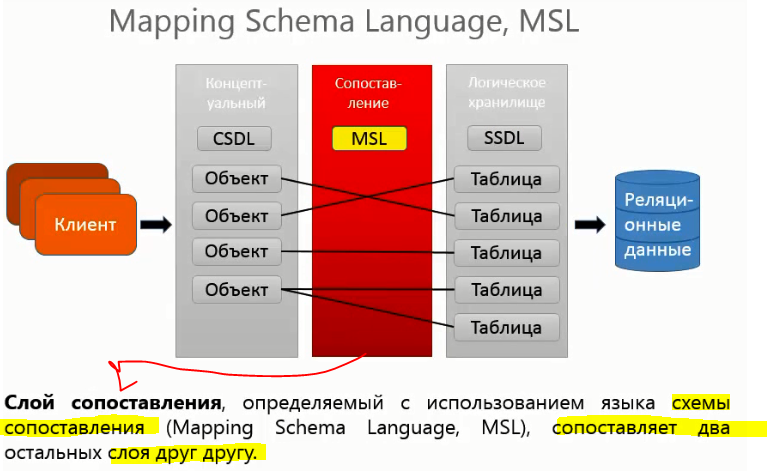 Mapping Schema Language, MSL
Концепт-
уальный
CSDL
Объект
Объект
Объект
Объект
Сопостав-
ление
MSL
Логическое
хранилище
SSDL
Таблица
Таблица
Таблица
Таблица
Таблица
Клиент
Реляци-
онные
данные
Слой сопоставления, определяемый с использованием языка схемы
сопоставления (Mapping Schema Language, MSL), сопоставляет два
остальных слоя друг другу.